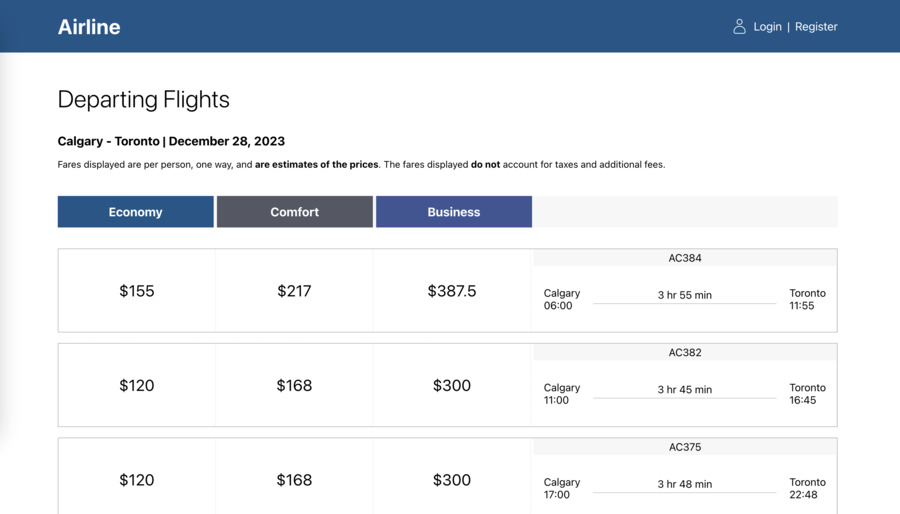 Airline
Login | Register
Departing Flights
Calgary - Toronto | December 28, 2023
Fares displayed are per person, one way, and are estimates of the prices. The fares displayed do not account for taxes and additional fees.
Economy Comfort Business
AC384
$155 $217 $387.5
Calgary 3 hr 55 min Toronto
06:00 11:55
AC382
$120 $168 $300
Calgary 3 hr 45 min Toronto
11:00 16:45
AC375
$120 $168 $300
Calgary 3 hr 48 min Toronto
17:00 22:48